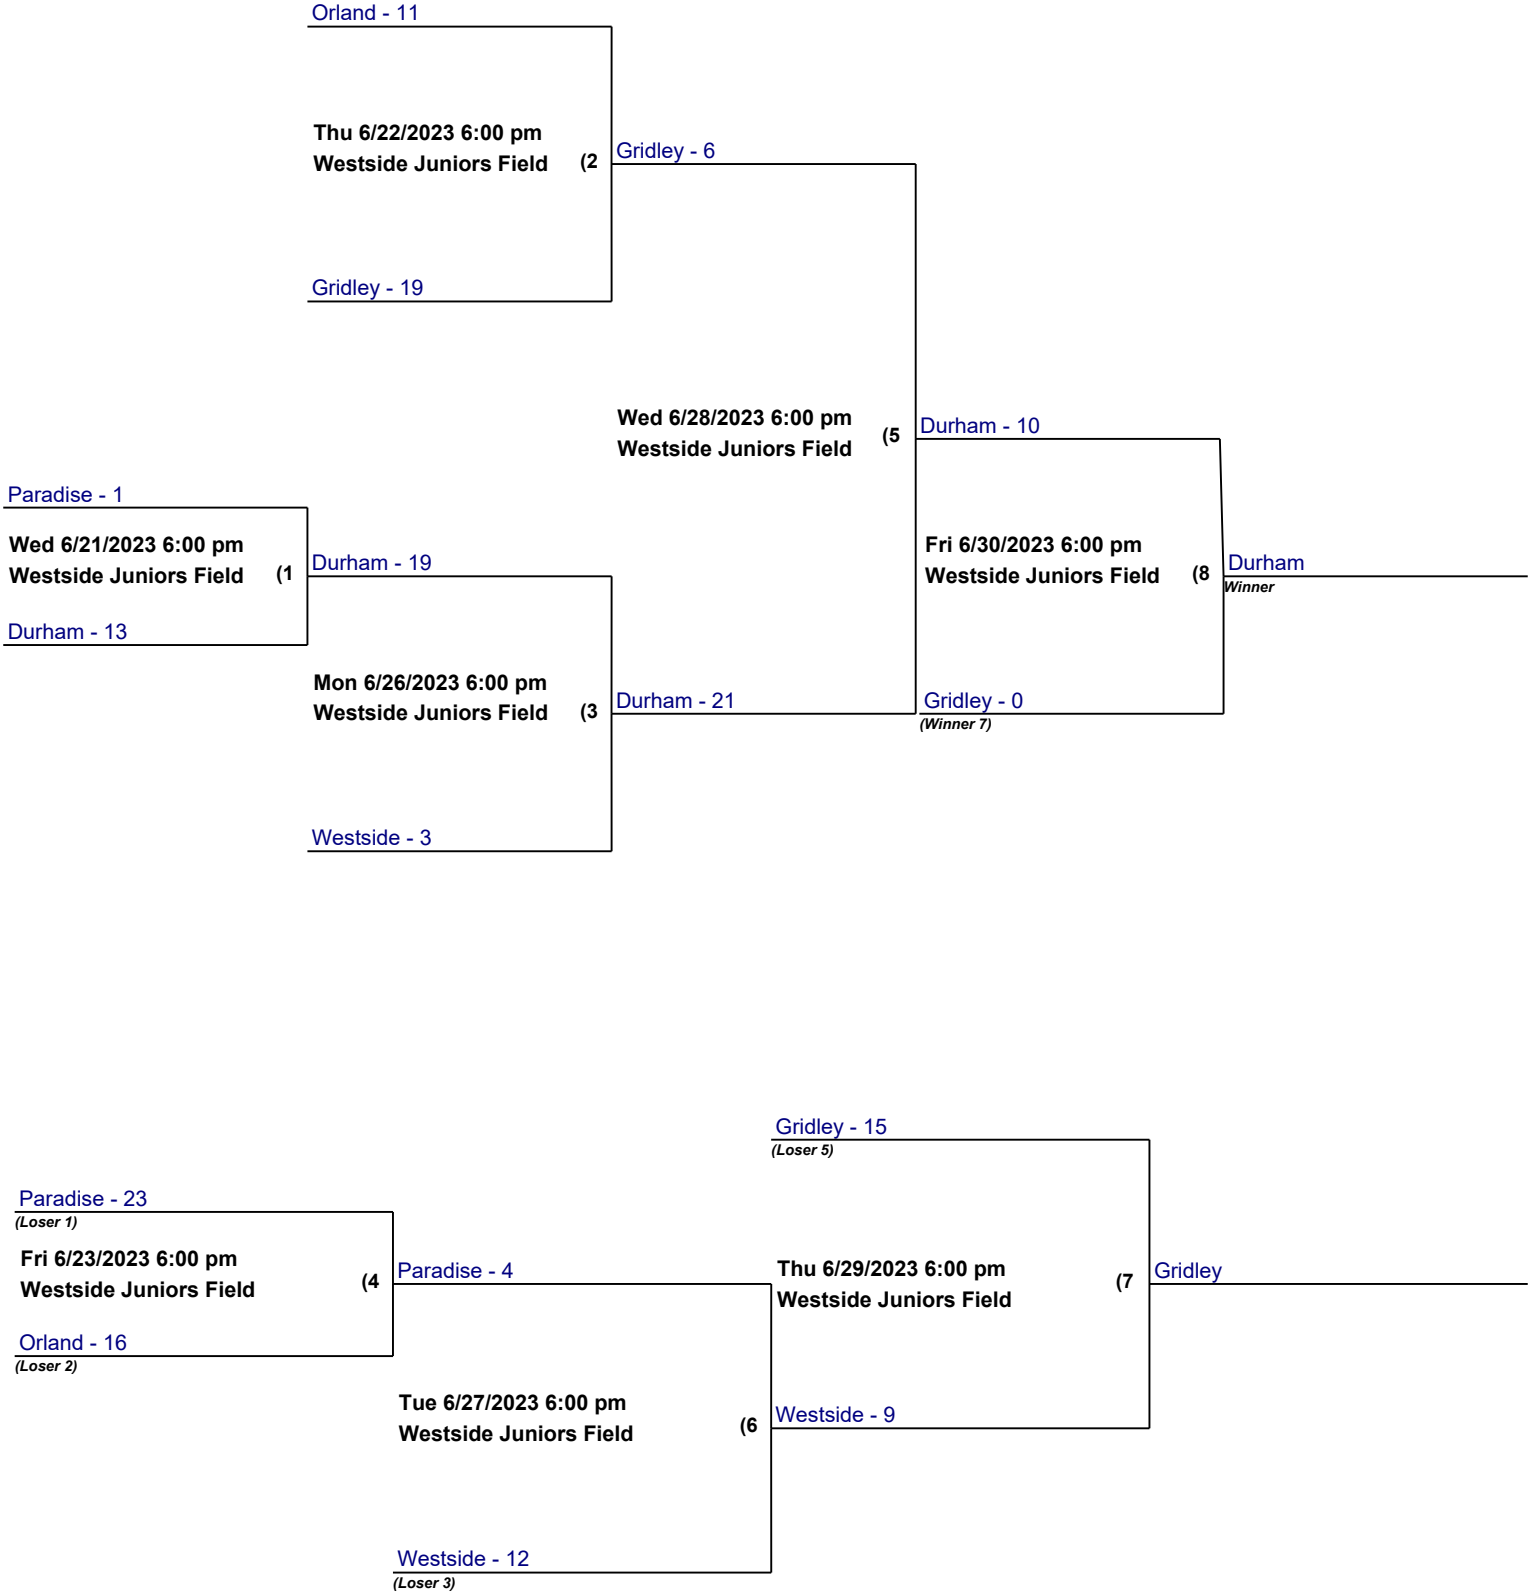 Orland - 11
Thu 6/22/2023 6:00 pm
Westside Juniors Field (2
Gridley - 6
Gridley - 19
Wed 6/28/2023 6:00 pm
Westside Juniors Field (5
Durham - 10
Paradise - 1
Wed 6/21/2023 6:00 pm
Westside Juniors Field (1
Durham - 13
Durham - 19
Fri 6/30/2023 6:00 pm
Westside Juniors Field (8
Durham
Winner
Mon 6/26/2023 6:00 pm
Westside Juniors Field (3
Durham - 21
Gridley - 0
(Winner 7)
Westside - 3
Gridley - 15
(Loser 5)
Paradise - 23
(Loser 1)
Fri 6/23/2023 6:00 pm
Westside Juniors Field (4
Paradise - 4
Thu 6/29/2023 6:00 pm
Westside Juniors Field (7
Gridley
Orland - 16
(Loser 2)
Tue 6/27/2023 6:00 pm
Westside Juniors Field (6
Westside - 9
Westside - 12
(Loser 3)